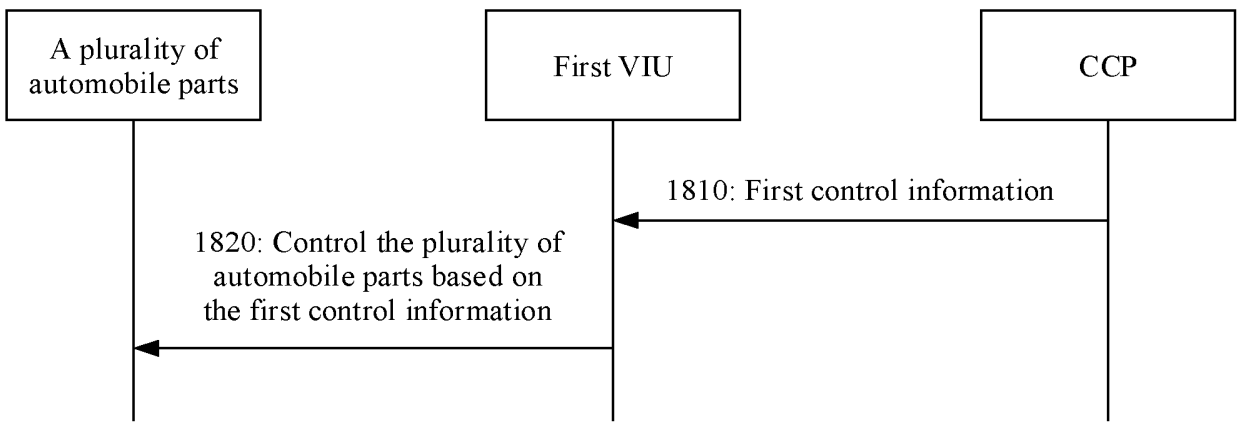 A plurality of
automobile parts
First VIU
CCP
1810: First control information
1820: Control the plurality of
automobile parts based on
the first control information